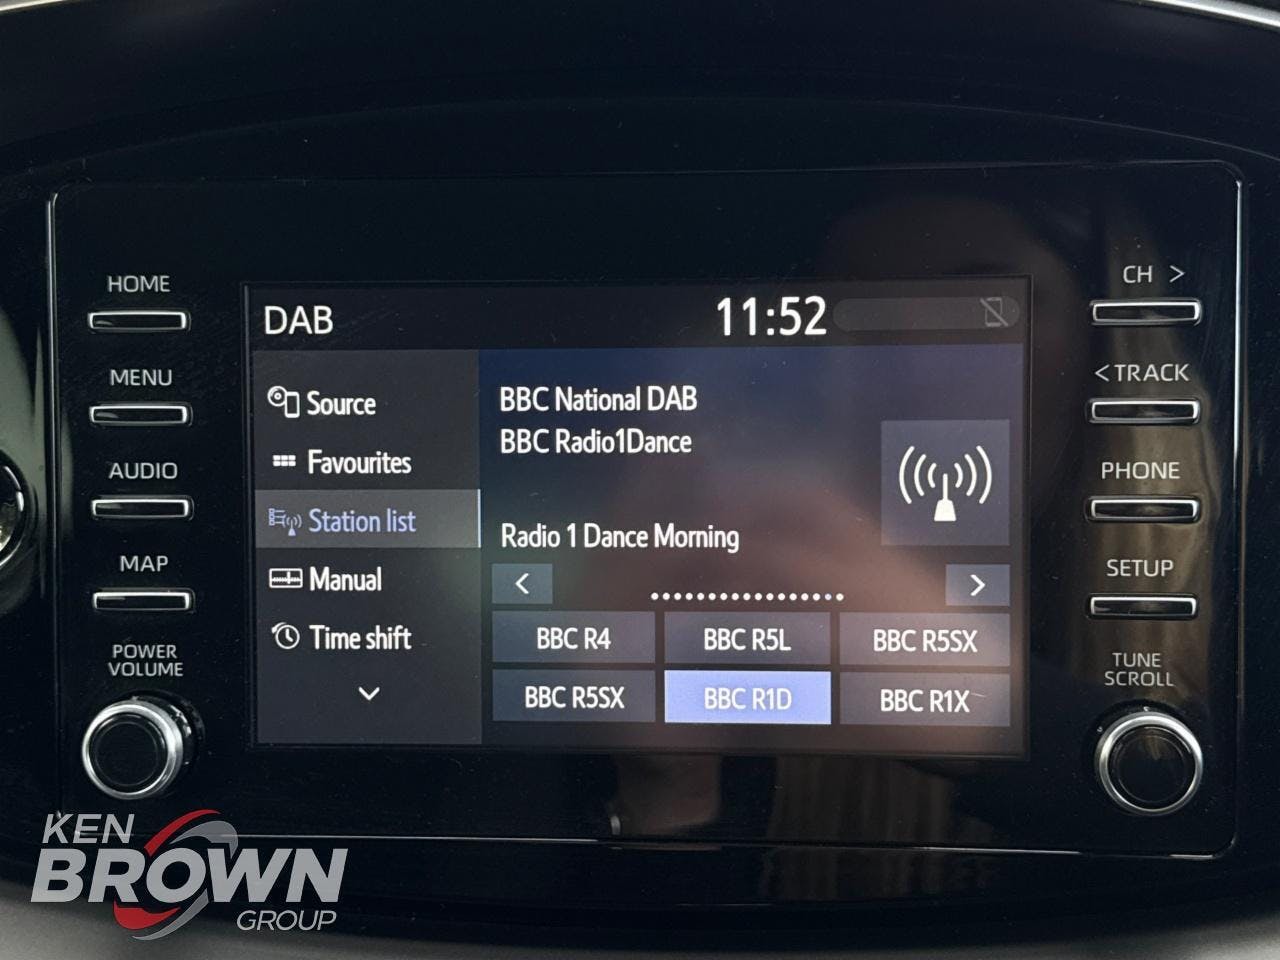 HOME
MENU
AUDIO
MAP
POWER
VOLUME
DAB
11:52
Source
Favourites
Station list
Manual
Time shift
BBC National DAB
BBC Radio1Dance
Radio 1 Dance Morning
<
>
BBC R4
BBC R5L
BBC R5SX
BBC R5SX
BBC R1D
BBC R1X
CH >
< TRACK
PHONE
SETUP
TUNE
SCROLL
KEN
BROWN
GROUP